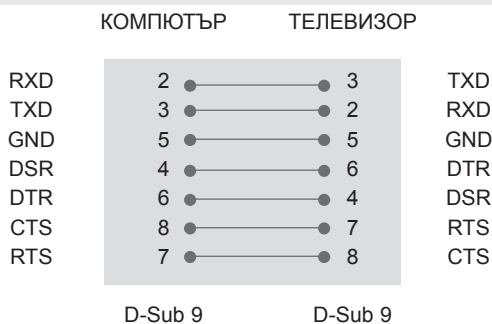 КОМПЮТЪР ТЕЛЕВИЗОР
RXD 2 3 TXD
TXD 3 2 RXD
GND 5 5 GND
DSR 4 6 DTR
DTR 6 4 DSR
CTS 8 7 RTS
RTS 7 8 CTS
D-Sub 9 D-Sub 9